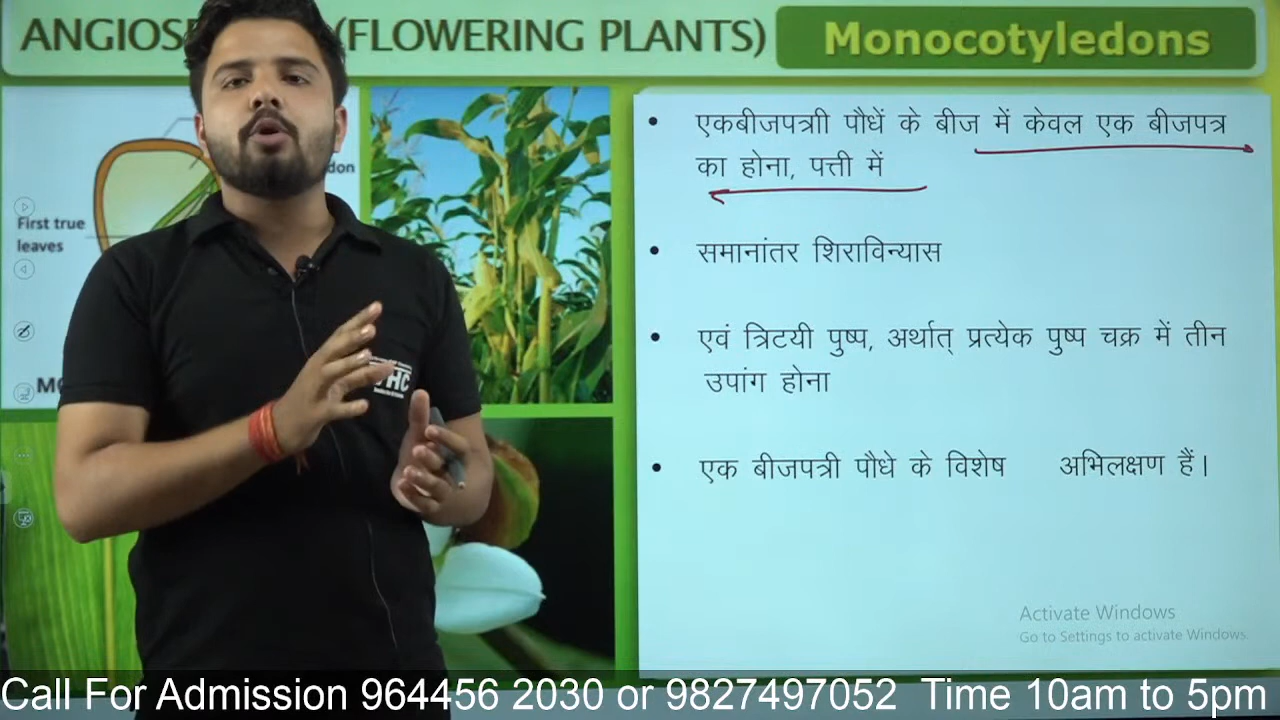 ANGIOS (FLOWERING PLANTS)
Monocotyledons
First true
leaves
• एकबीजपत्राी पौधें के बीज में केवल एक बीजपत्र
का होना, पत्ती में
• समानांतर शिराविन्यास
• एवं त्रिटयी पुष्प, अर्थात् प्रत्येक पुष्प चक्र में तीन
उपांग होना
• एक बीजपत्री पौधे के विशेष अभिलक्षण हैं।
Activate Windows
Go to Settings to activate Windows.
Call For Admission 964456 2030 or 9827497052 Time 10am to 5pm